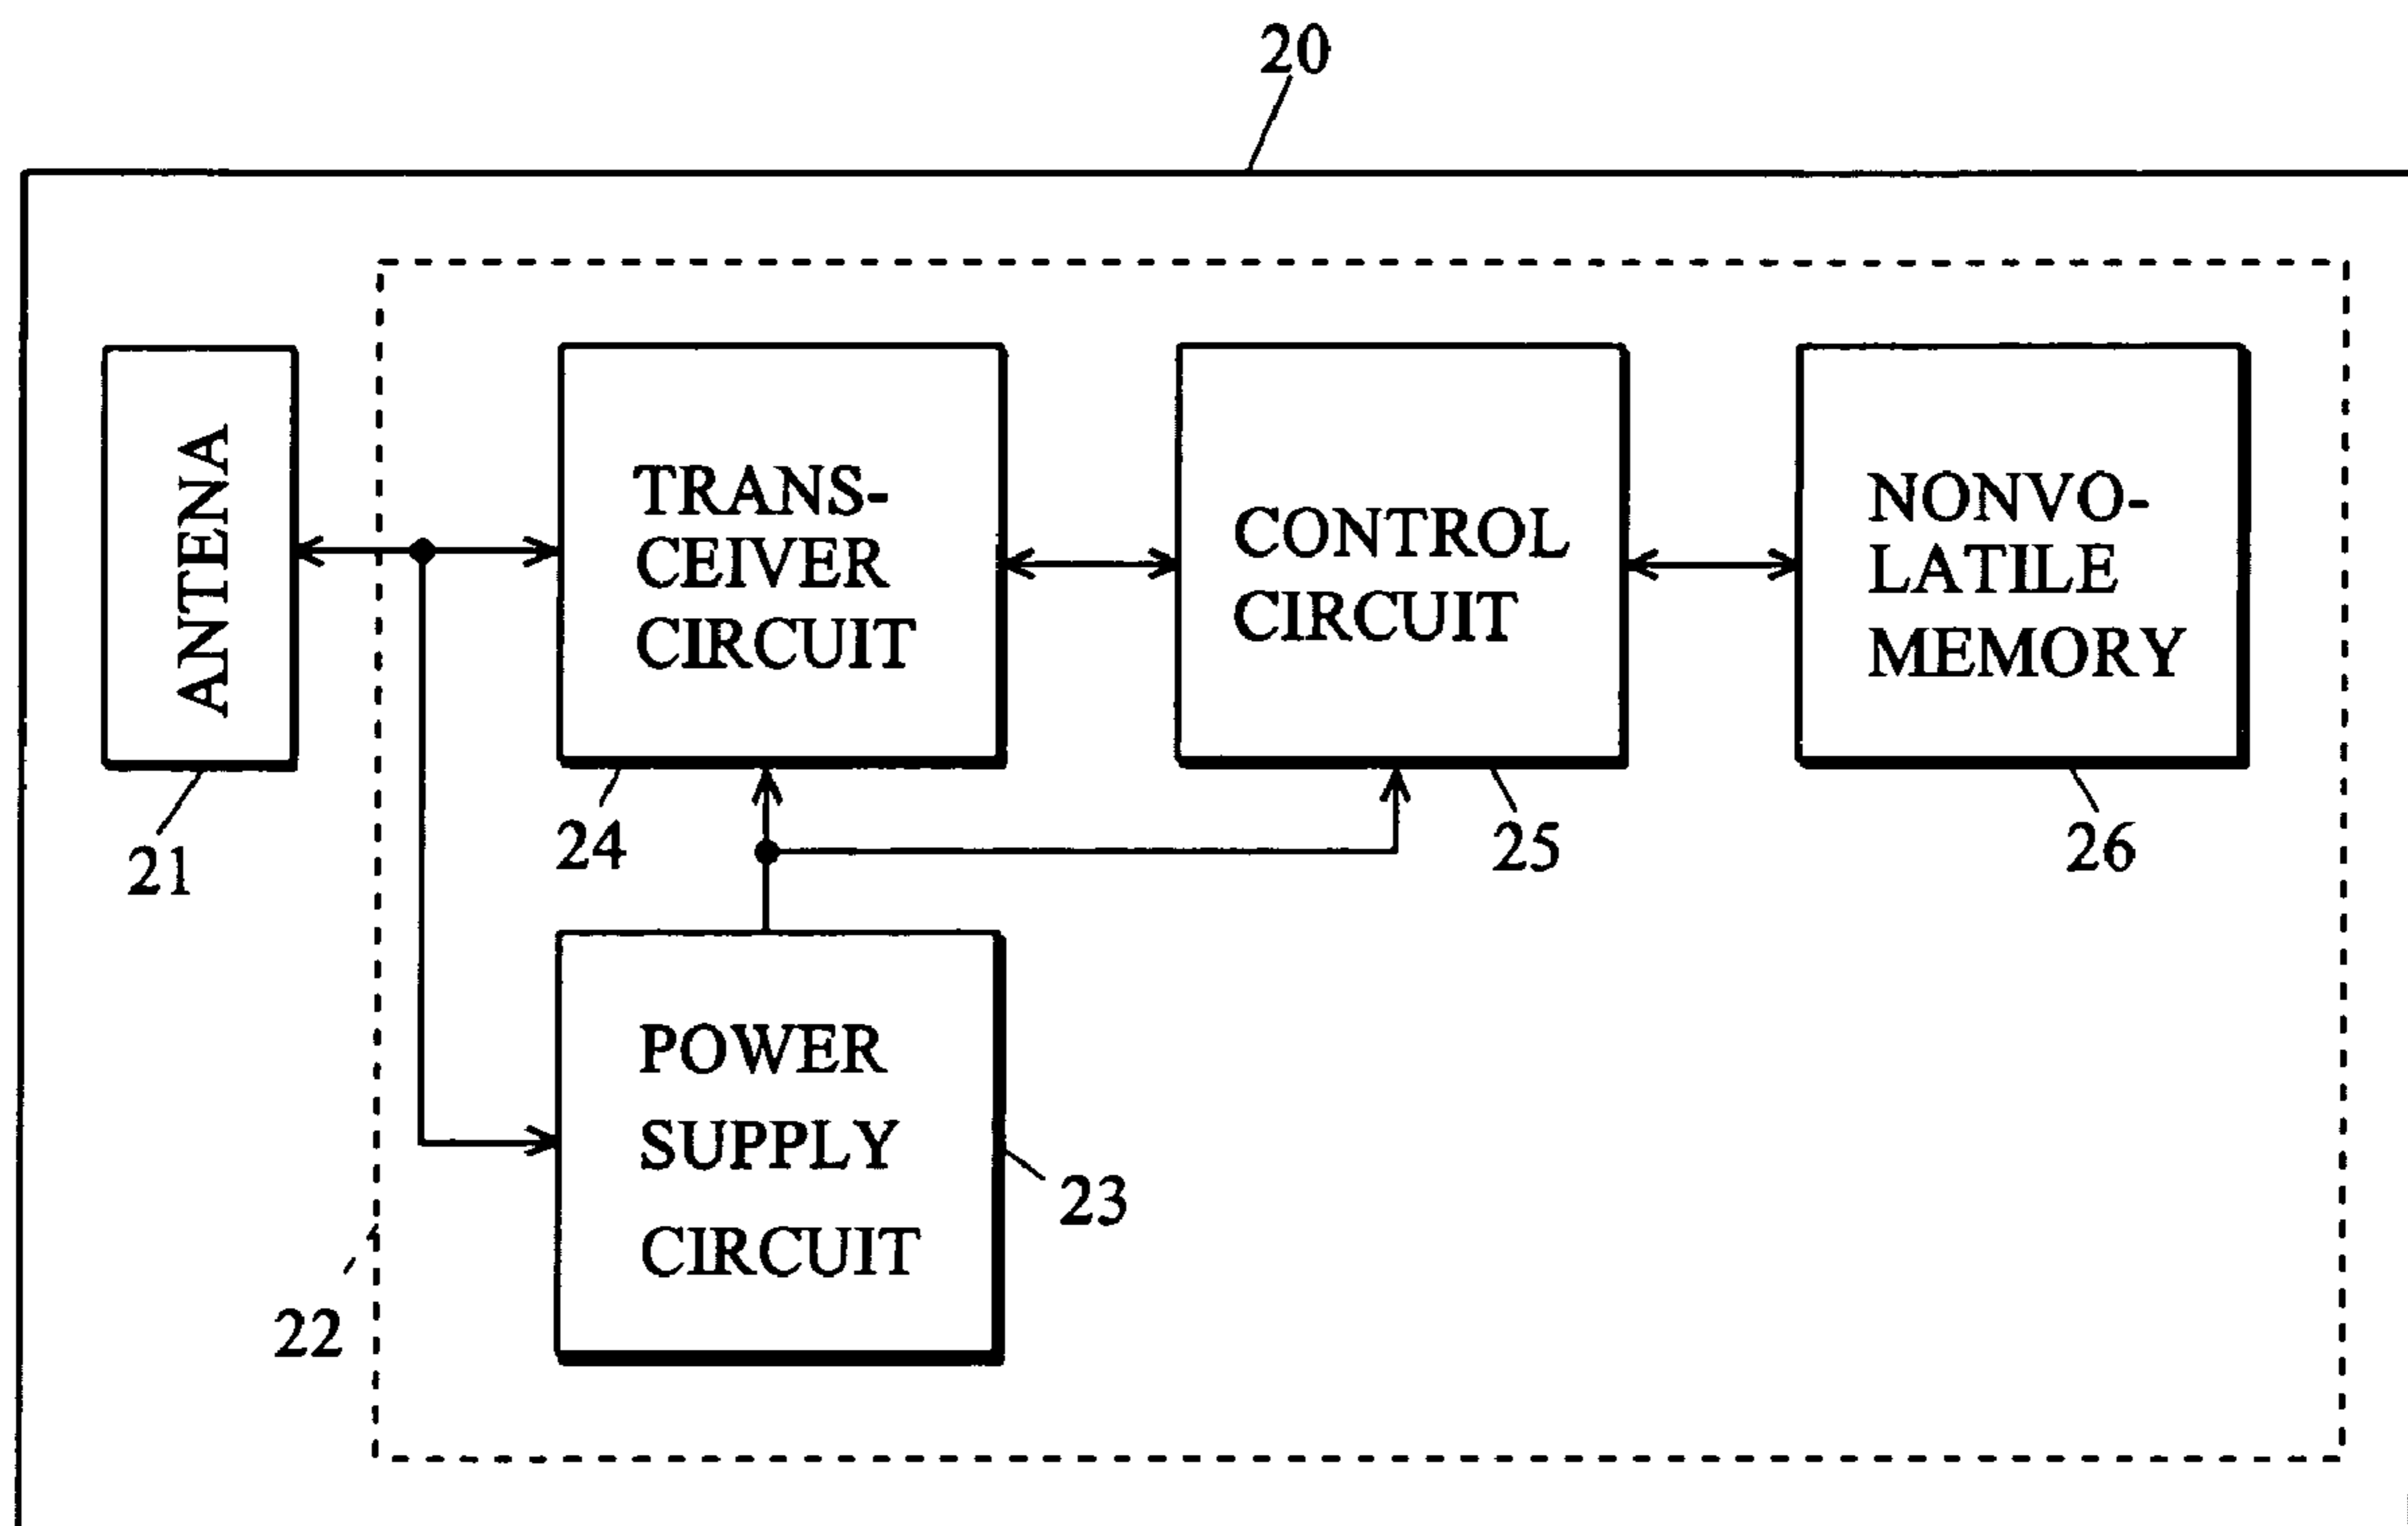 20
ANTENA
TRANS-
CEIVER
CIRCUIT
CONTROL
CIRCUIT
NONVO-
LATILE
MEMORY
21
24
25
26
POWER
SUPPLY
CIRCUIT
23
22